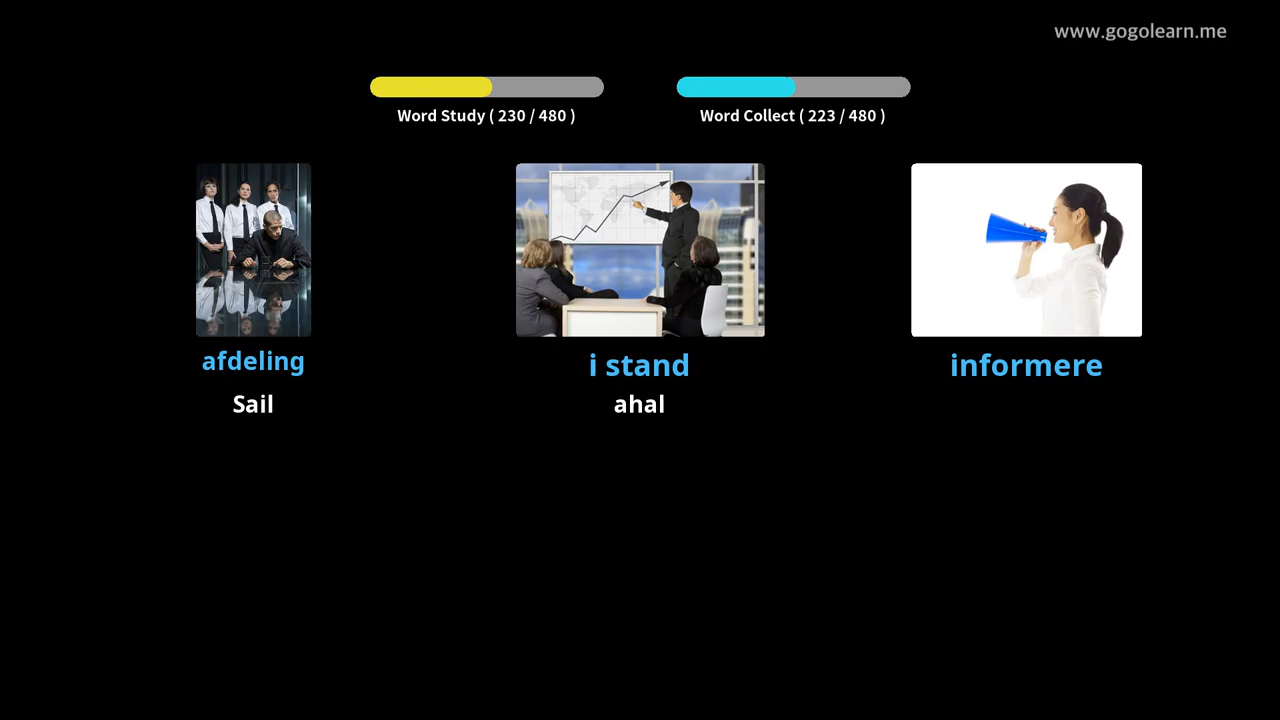 www.gogolearn.me
Word Study ( 230 / 480 )
Word Collect ( 223 / 480 )
afdeling
i stand
informere
Sail
ahal